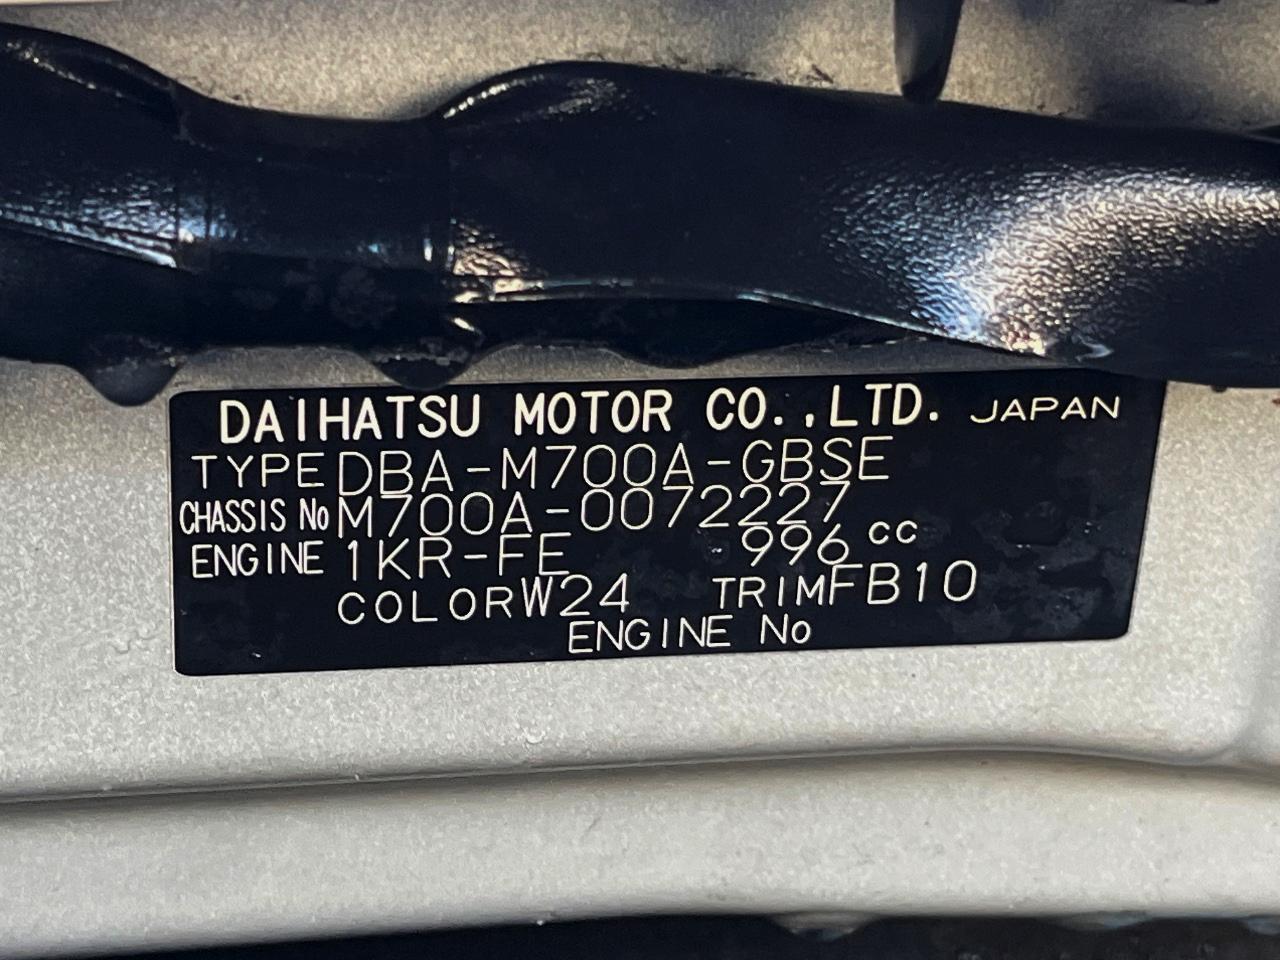 DAIHATSU MOTOR CO.,LTD. JAPAN
TYPE DBA-M700A-GBSE
CHASSIS No M700A-0072227
ENGINE 1KR-FE 996 cc
COLOR W24 TRIM FB10
ENGINE No